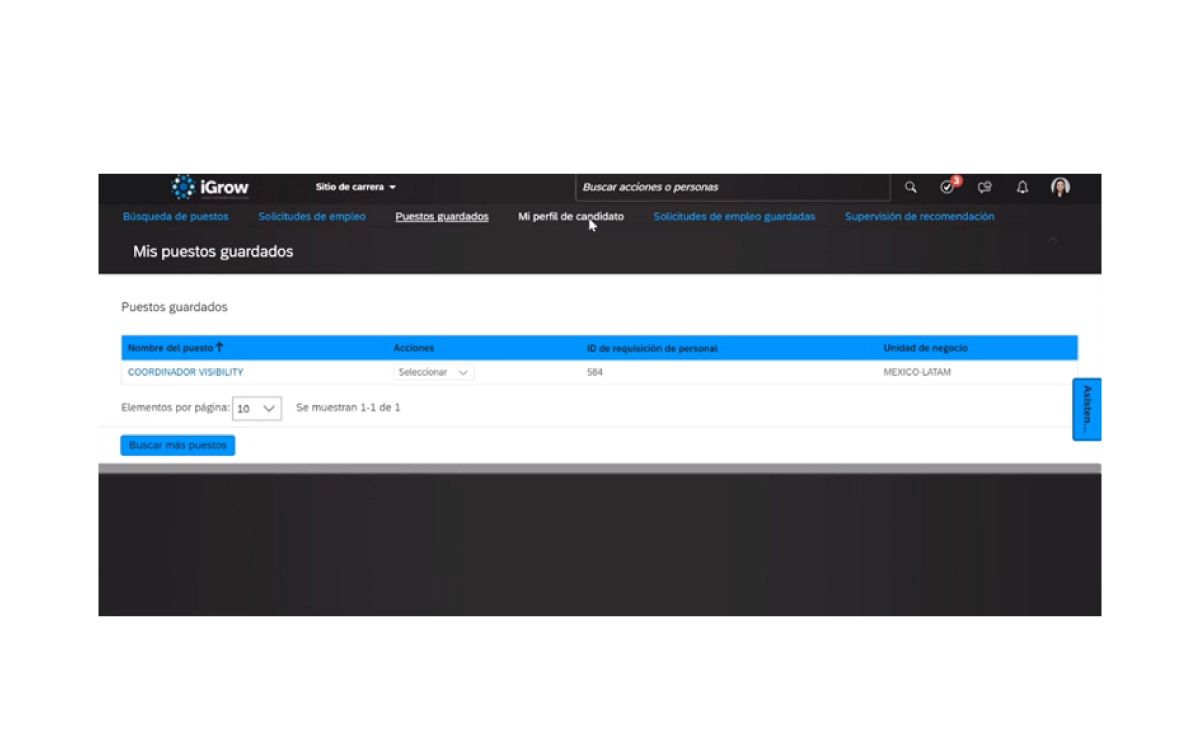 iGrow
Sitio de carrera
Buscar acciones o personas
3
Búsqueda de puestos
Solicitudes de empleo
Puestos guardados
Mi perfil de candidato
Solicitudes de empleo guardadas
Supervisión de recomendación
Mis puestos guardados
Puestos guardados
Nombre del puesto
Acciones
ID de requisición de personal
Unidad de negocio
COORDINADOR VISIBILITY
Seleccionar
584
MEXICO-LATAM
Elementos por página: 10
Se muestran 1-1 de 1
Asisten...
Buscar más puestos